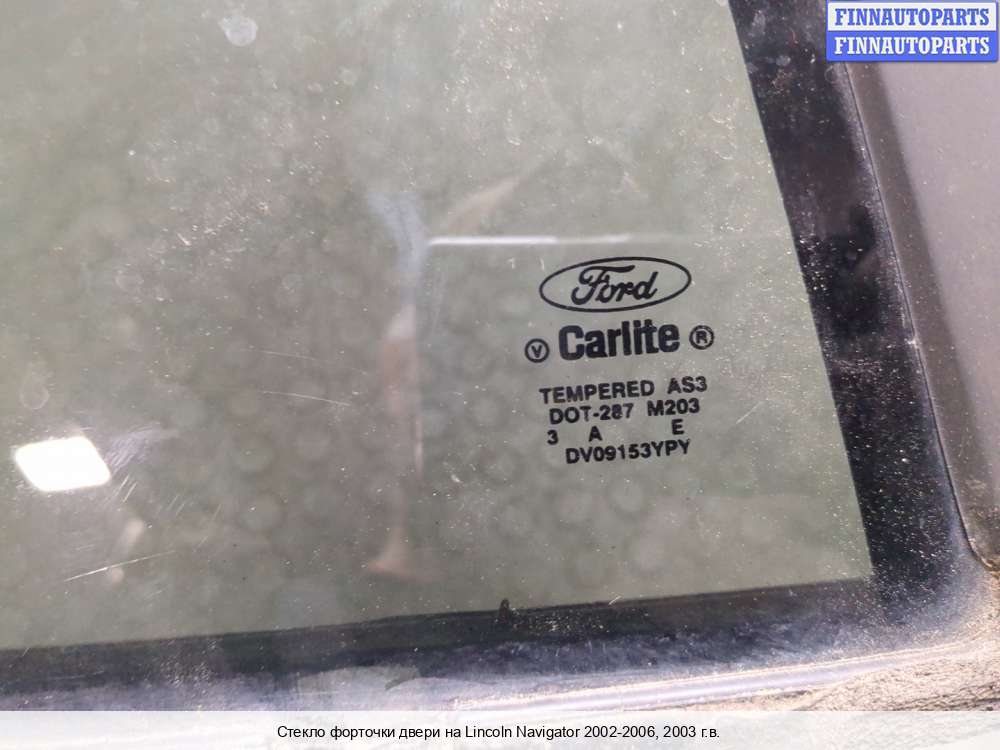 FINNAUTOPARTS
FINNAUTOPARTS
Ford
V Carlite ®
TEMPERED AS3
DOT-287 M203
3 A E
DV09153YPY
Стекло форточки двери на Lincoln Navigator 2002-2006, 2003 г.в.